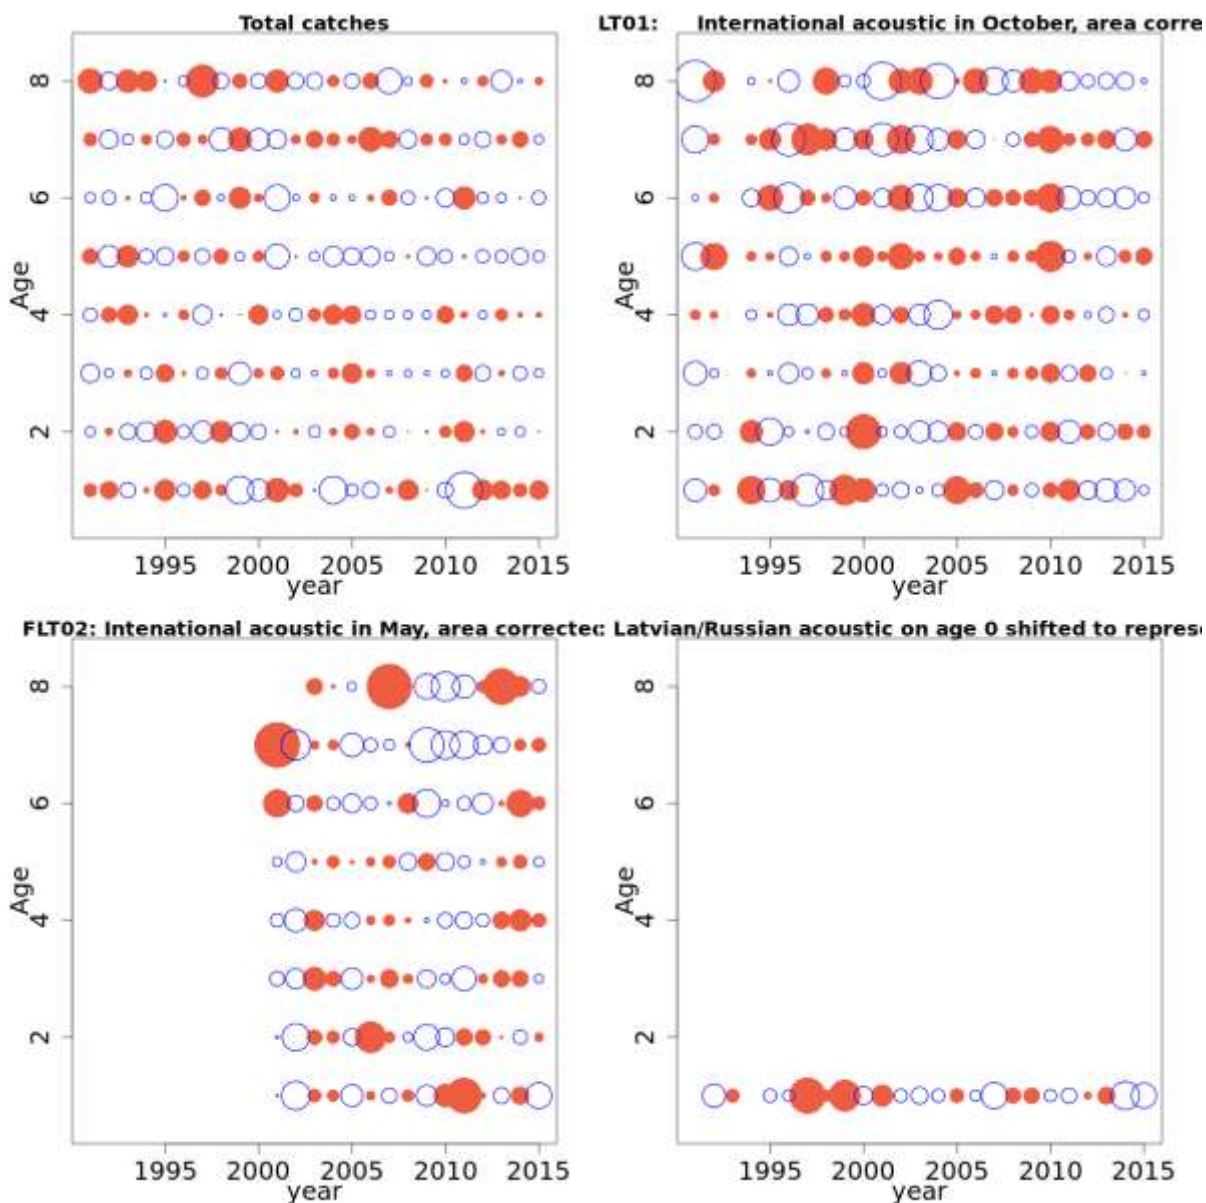 Total catches
LT01: International acoustic in October, area corre
Age
8
6
4
2
1995 2000 2005 2010 2015
year
Age
8
6
4
2
1995 2000 2005 2010 2015
year
FLT02: Intenational acoustic in May, area correctec
: Latvian/Russian acoustic on age 0 shifted to repres
Age
8
6
4
2
1995 2000 2005 2010 2015
year
Age
8
6
4
2
1995 2000 2005 2010 2015
year